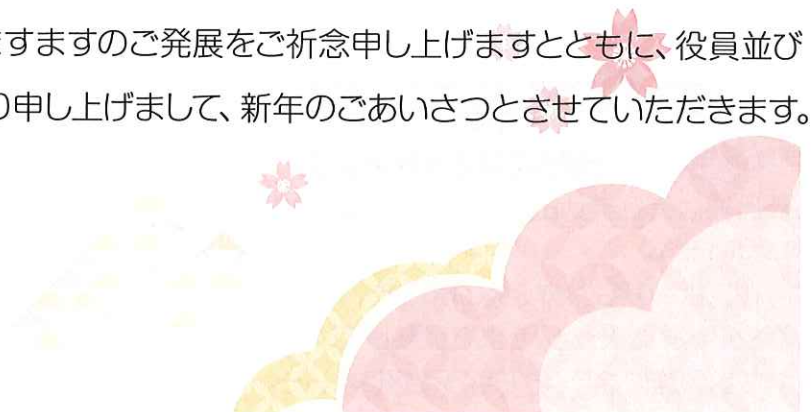 ますますのご発展をご祈念申し上げますとともに、役員並び
り申し上げまして、新年のごあいさつとさせていただきます。